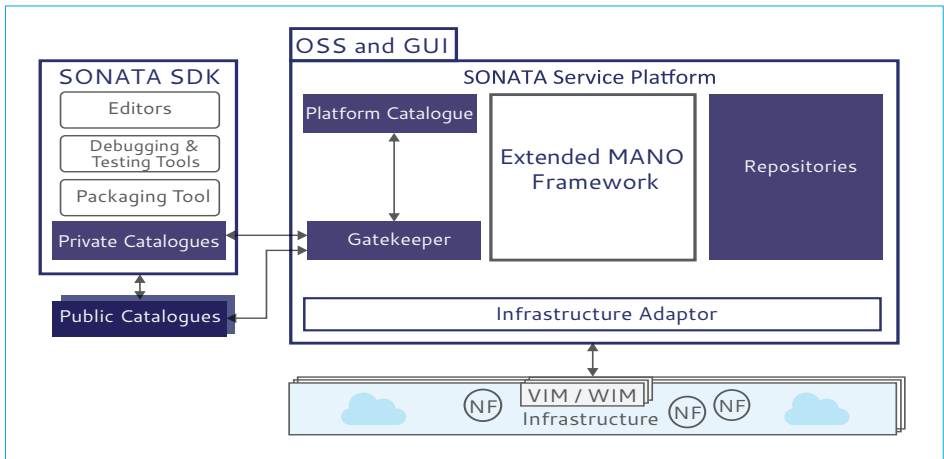 OSS and GUI
SONATA SDK
Editors
Debugging &
Testing Tools
Packaging Tool
Private Catalogues
Public Catalogues
SONATA Service Platform
Platform Catalogue
Gatekeeper
Extended MANO
Framework
Repositories
Infrastructure Adaptor
VIM / WIM
Infrastructure
NF
NF
NF